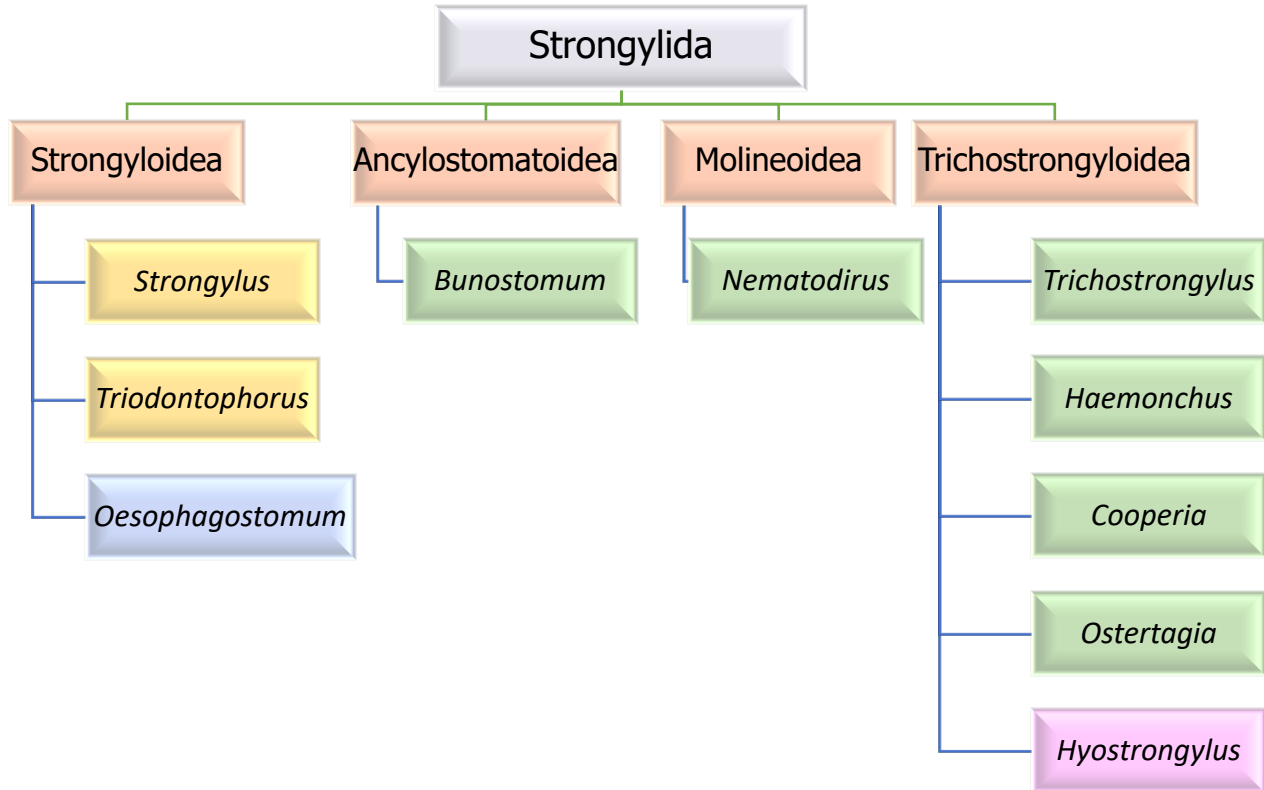 Strongylida
Strongyloidea
Ancylostomatoidea
Molineoidea
Trichostrongyloidea
Strongylus
Bunostomum
Nematodirus
Trichostrongylus
Triodontophorus
Haemonchus
Oesophagostomum
Cooperia
Ostertagia
Hyostrongylus